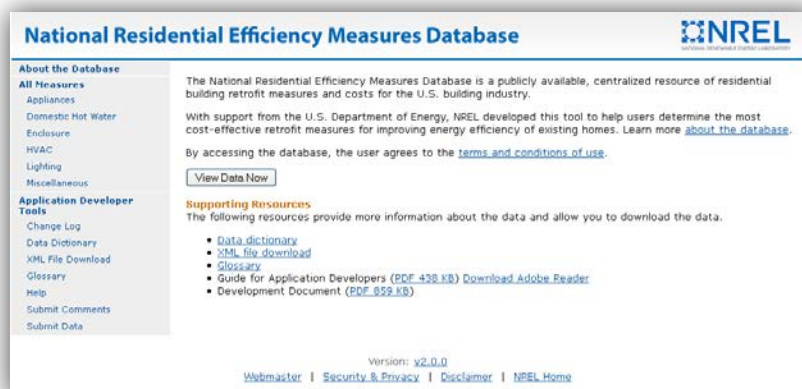 National Residential Efficiency Measures Database
NREL
NATIONAL RENEWABLE ENERGY LABORATORY
About the Database
All Measures
Appliances
Domestic Hot Water
Enclosure
HVAC
Lighting
Miscellaneous
Application Developer
Tools
Change Log
Data Dictionary
XML File Download
Glossary
Help
Submit Comments
Submit Data
The National Residential Efficiency Measures Database is a publicly available, centralized resource of residential
building retrofit measures and costs for the U.S. building industry.
With support from the U.S. Department of Energy, NREL developed this tool to help users determine the most
cost-effective retrofit measures for improving energy efficiency of existing homes. Learn more about the database.
By accessing the database, the user agrees to the terms and conditions of use.
View Data Now
Supporting Resources
The following resources provide more information about the data and allow you to download the data.
• Data dictionary
• XML file download
• Glossary
• Guide for Application Developers (PDF 438 KB) Download Adobe Reader
• Development Document (PDF 859 KB)
Version: v2.0.0
Webmaster | Security & Privacy | Disclaimer | NREL Home